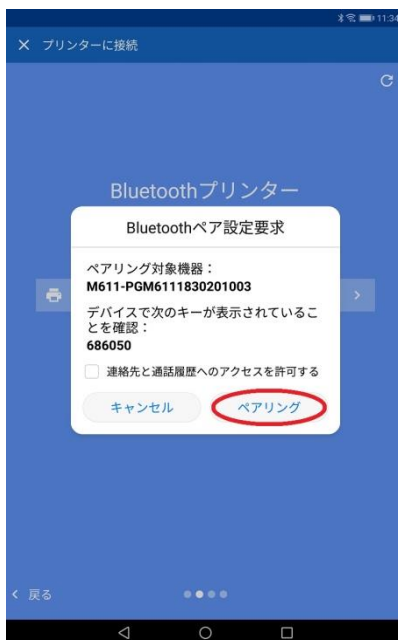 11:34
プリンターに接続
Bluetoothプリンター
Bluetoothペア設定要求
ペアリング対象機器：
M611-PGM6111830201003
デバイスで次のキーが表示されているこ
とを確認：
686050
連絡先と通話履歴へのアクセスを許可する
キャンセル
ペアリング
戻る